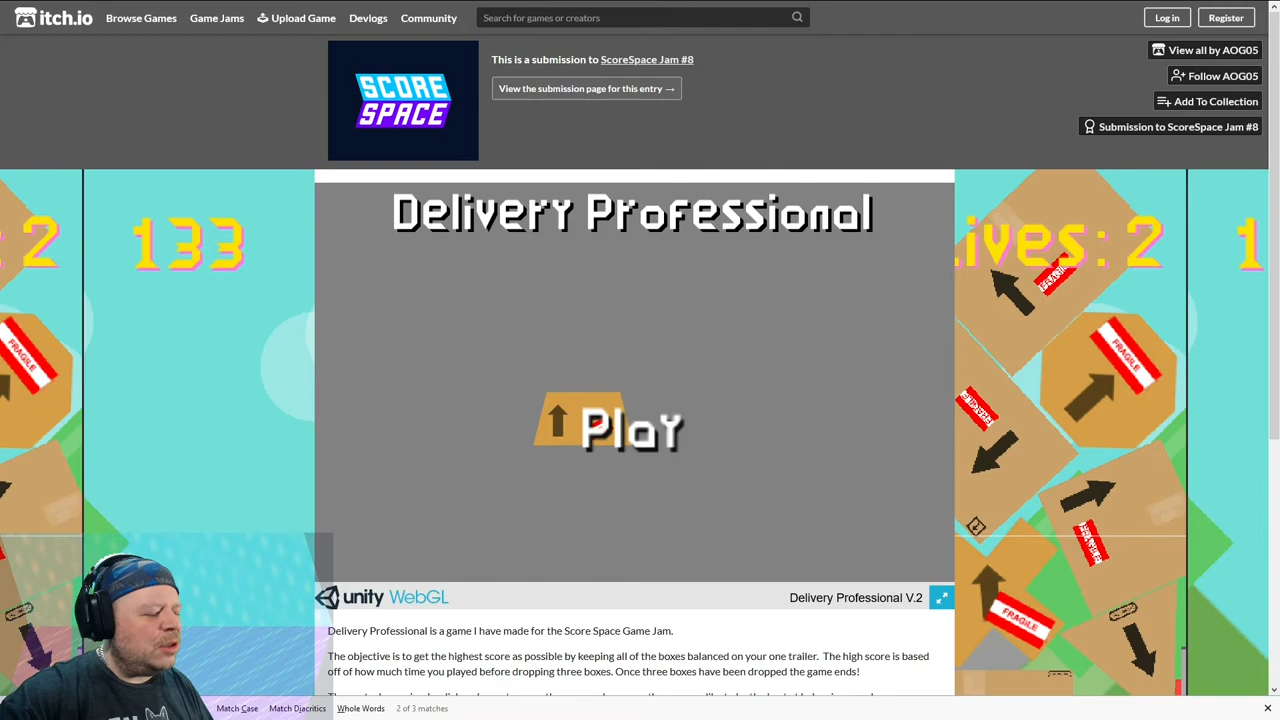 itch.io Browse Games Game Jams Upload Game Devlogs Community Search for games or creators Log in Register
This is a submission to ScoreSpace Jam #8
View the submission page for this entry →
SCORE
SPACE
View all by AOG05
Follow AOG05
Add To Collection
Submission to ScoreSpace Jam #8
Delivery Professional
: 2 133
ives: 2 1
FRAGILE
FRAGILE
FRAGILE
FRAGILE
Play
unity WebGL Delivery Professional V.2
Delivery Professional is a game I have made for the Score Space Game Jam.
The objective is to get the highest score as possible by keeping all of the boxes balanced on your one trailer. The high score is based
off of how much time you played before dropping three boxes. Once three boxes have been dropped the game ends!
Match Case Match Diacritics Whole Words 2 of 3 matches